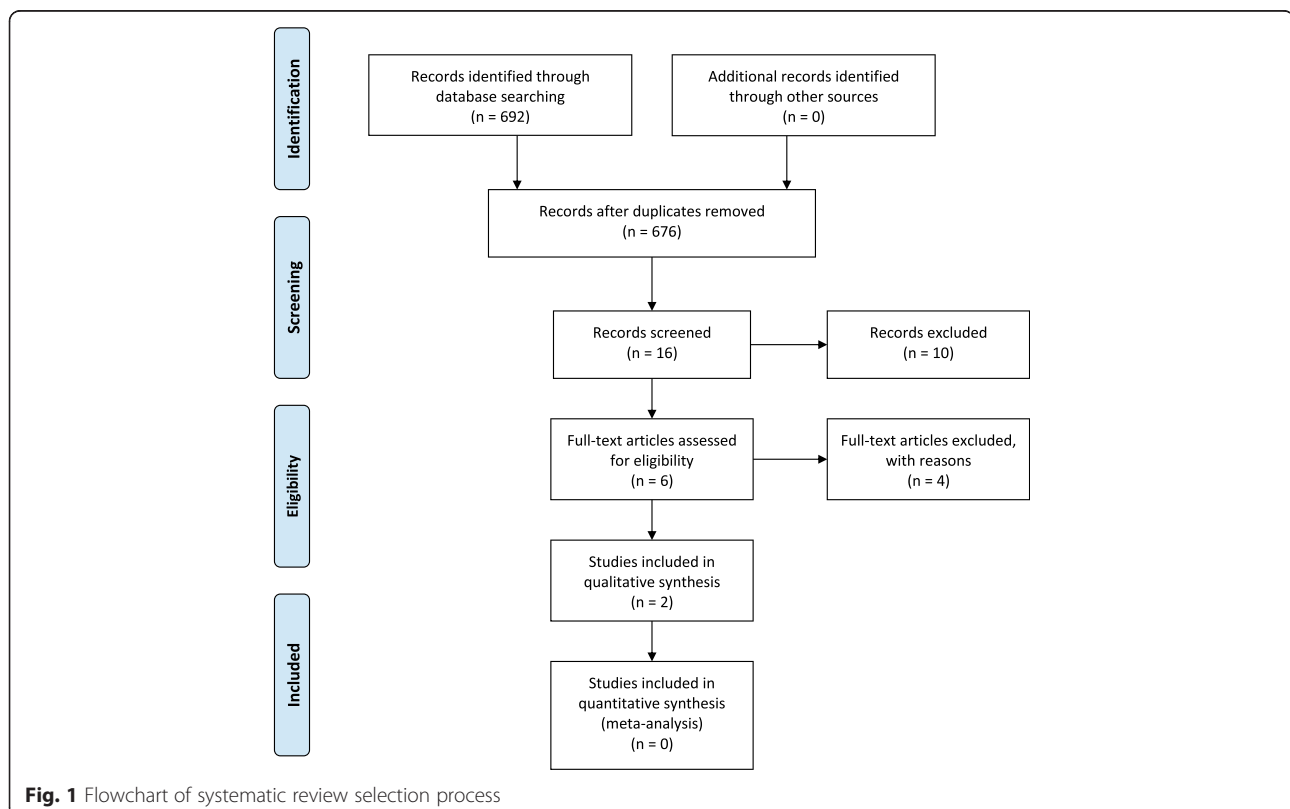 Identification
Records identified through
database searching
(n = 692)
Additional records identified
through other sources
(n = 0)
Records after duplicates removed
(n = 676)
Screening
Records screened
(n = 16)
Records excluded
(n = 10)
Eligibility
Full-text articles assessed
for eligibility
(n = 6)
Full-text articles excluded,
with reasons
(n = 4)
Studies included in
qualitative synthesis
(n = 2)
Included
Studies included in
quantitative synthesis
(meta-analysis)
(n = 0)
Fig. 1 Flowchart of systematic review selection process